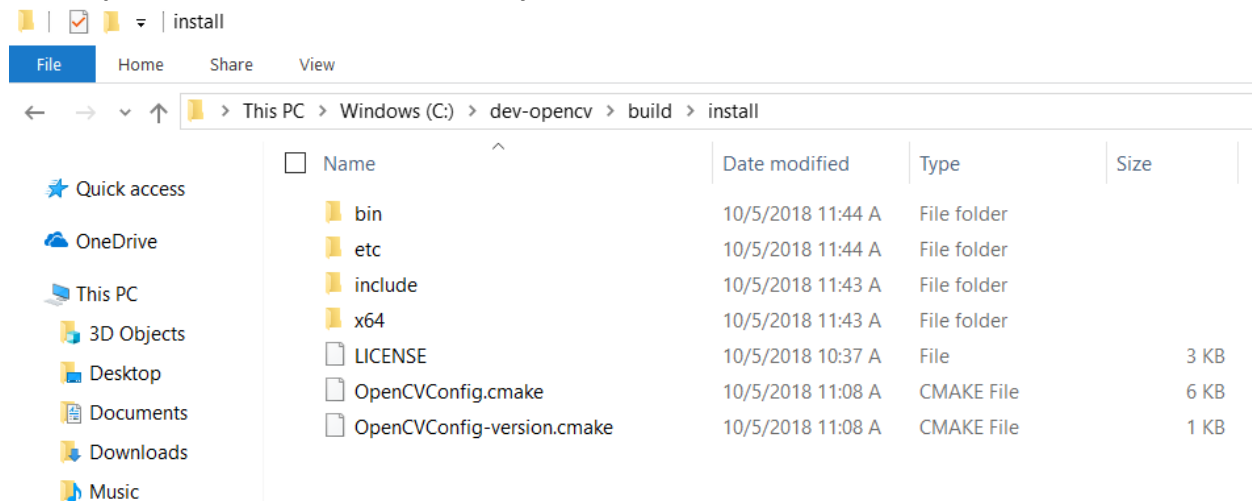 install
File Home Share View
This PC > Windows (C:) > dev-opencv > build > install
Name Date modified Type Size
Quick access
OneDrive
This PC
3D Objects
Desktop
Documents
Downloads
Music
bin 10/5/2018 11:44 A File folder
etc 10/5/2018 11:44 A File folder
include 10/5/2018 11:43 A File folder
x64 10/5/2018 11:43 A File folder
LICENSE 10/5/2018 10:37 A File 3 KB
OpenCVConfig.cmake 10/5/2018 11:08 A CMAKE File 6 KB
OpenCVConfig-version.cmake 10/5/2018 11:08 A CMAKE File 1 KB